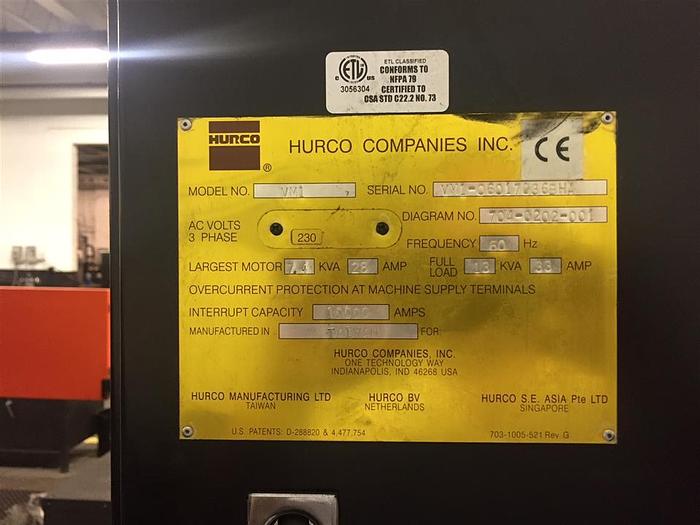 ETL CLASSIFIED
ETL
C US
3056304
CONFORMS TO
NFPA 79
CERTIFIED TO
CSA STD C22.2 NO. 73
HURCO
®
HURCO COMPANIES INC.
CE
MODEL NO. VM1
SERIAL NO.
AC VOLTS
3 PHASE
230
DIAGRAM NO. 704-0202-001
FREQUENCY 60 Hz
LARGEST MOTOR KVA 28 AMP FULL LOAD 13 KVA 33 AMP
OVERCURRENT PROTECTION AT MACHINE SUPPLY TERMINALS
INTERRUPT CAPACITY 10000 AMPS
MANUFACTURED IN TAIWAN FOR:
HURCO COMPANIES, INC.
ONE TECHNOLOGY WAY
INDIANAPOLIS, IND 46268 USA
HURCO MANUFACTURING LTD
TAIWAN
HURCO BV
NETHERLANDS
HURCO S.E. ASIA Pte LTD
SINGAPORE
U.S. PATENTS: D-288820 & 4,477,754
703-1005-521 Rev. G